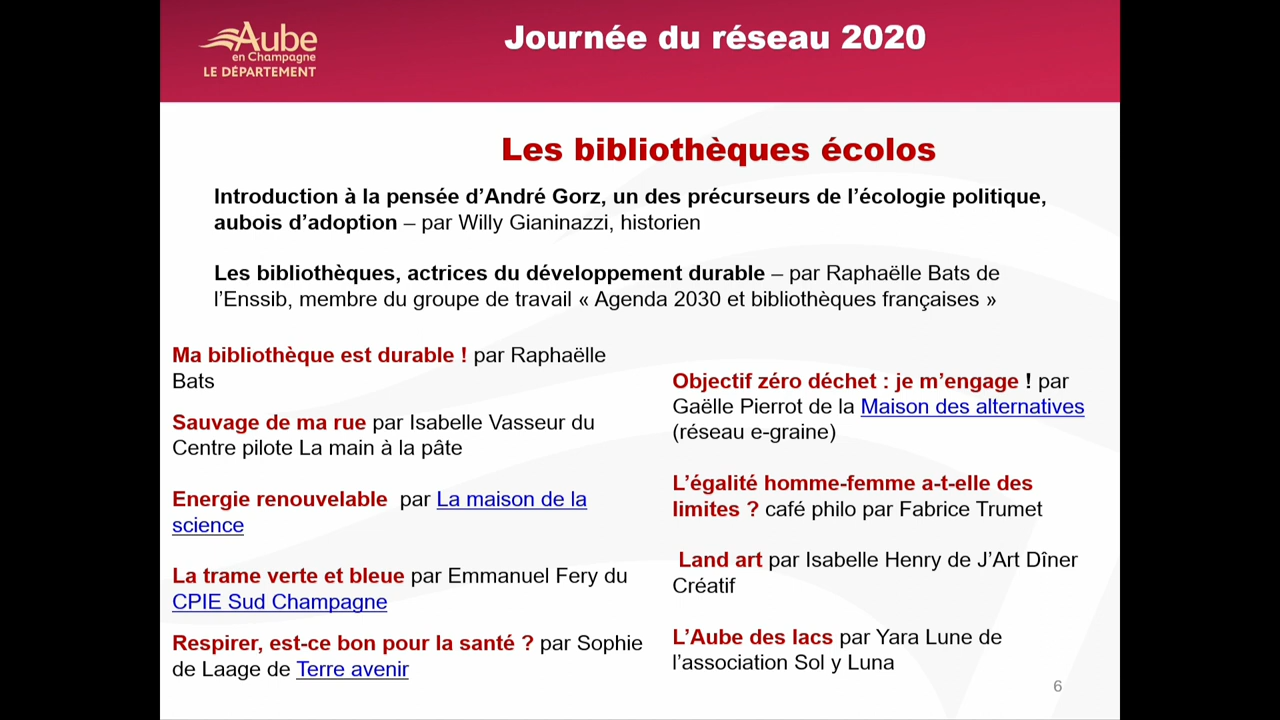 Aube
en Champagne
LE DÉPARTEMENT
Journée du réseau 2020
Les bibliothèques écolos
Introduction à la pensée d’André Gorz, un des précurseurs de l’écologie politique,
aubois d’adoption – par Willy Gianinazzi, historien
Les bibliothèques, actrices du développement durable – par Raphaëlle Bats de
l’Enssib, membre du groupe de travail « Agenda 2030 et bibliothèques françaises »
Ma bibliothèque est durable ! par Raphaëlle
Bats
Sauvage de ma rue par Isabelle Vasseur du
Centre pilote La main à la pâte
Energie renouvelable  par La maison de la
science
La trame verte et bleue par Emmanuel Fery du
CPIE Sud Champagne
Respirer, est-ce bon pour la santé ? par Sophie
de Laage de Terre avenir
Objectif zéro déchet : je m’engage ! par
Gaëlle Pierrot de la Maison des alternatives
(réseau e-graine)
L’égalité homme-femme a-t-elle des
limites ? café philo par Fabrice Trumet
Land art par Isabelle Henry de J’Art Dîner
Créatif
L’Aube des lacs par Yara Lune de
l’association Sol y Luna
6